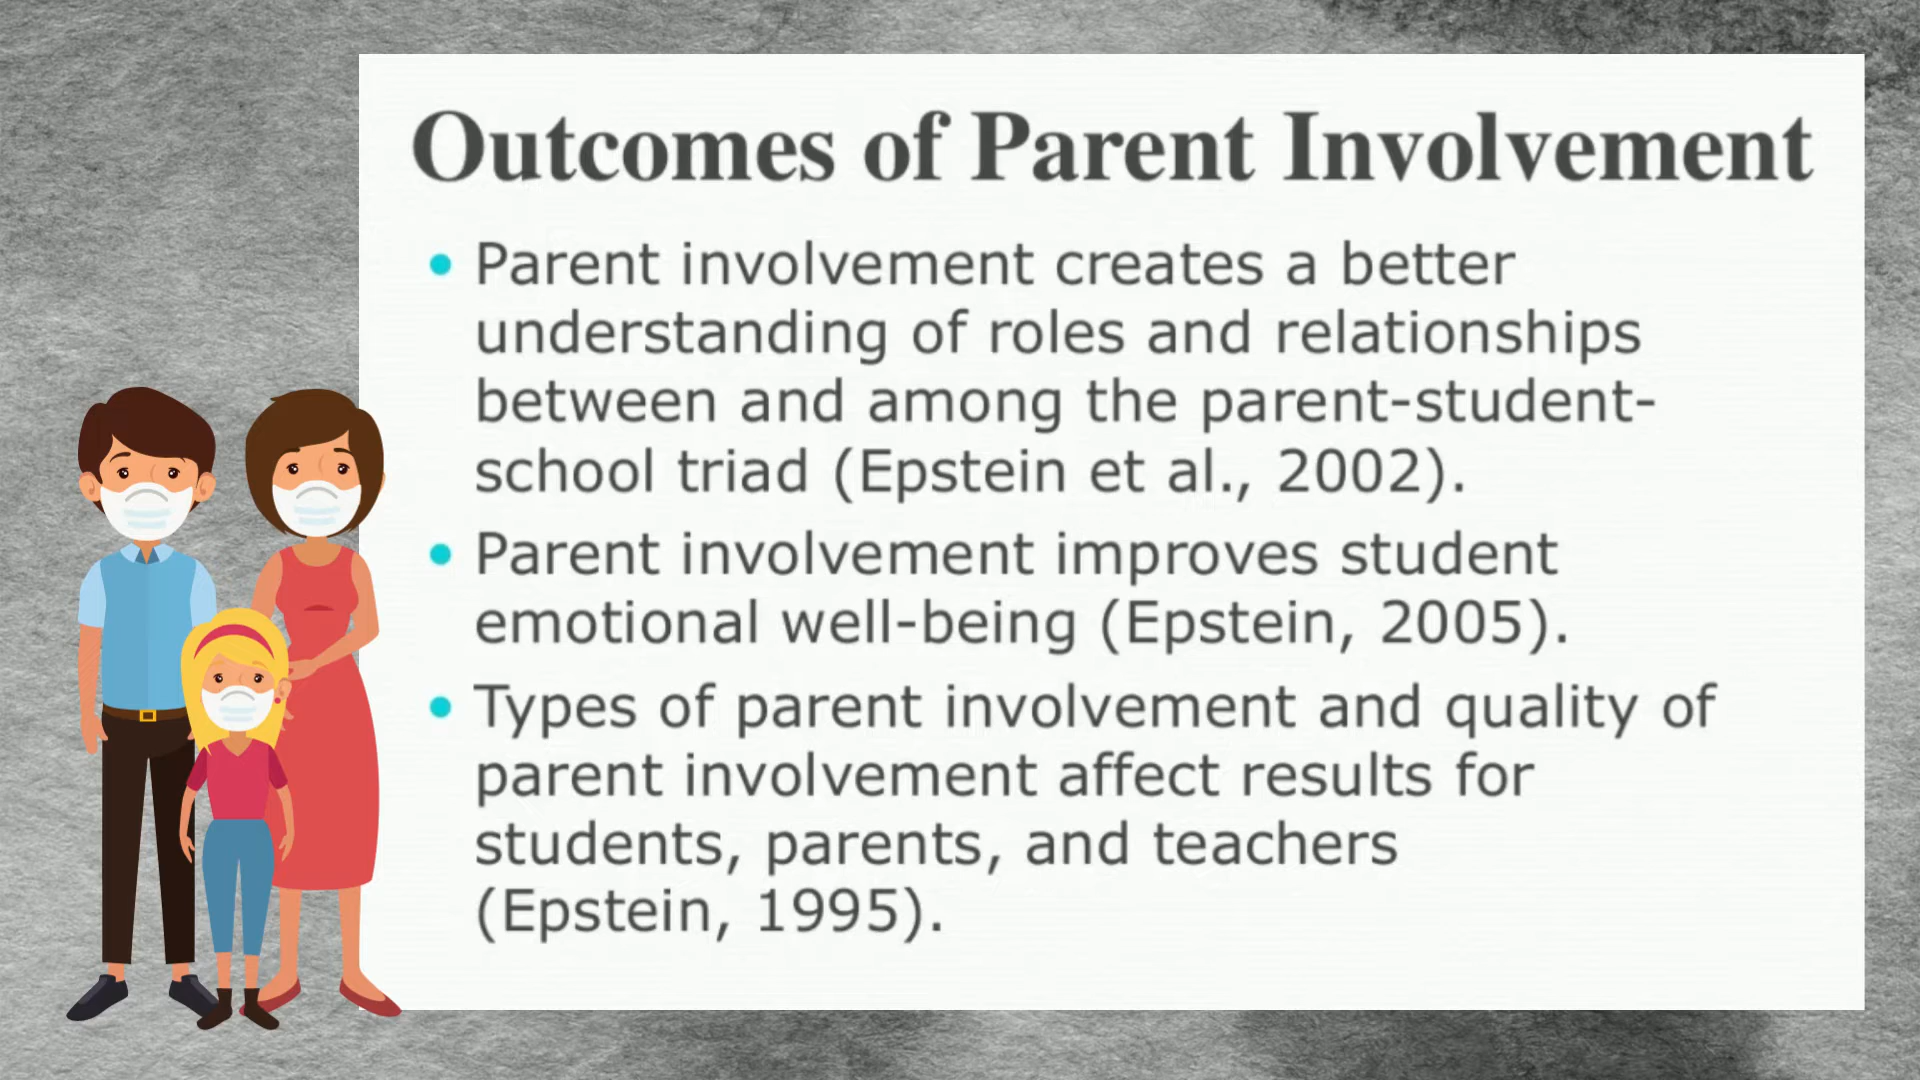 Outcomes of Parent Involvement
• Parent involvement creates a better
understanding of roles and relationships
between and among the parent-student-
school triad (Epstein et al., 2002).
• Parent involvement improves student
emotional well-being (Epstein, 2005).
• Types of parent involvement and quality of
parent involvement affect results for
students, parents, and teachers
(Epstein, 1995).